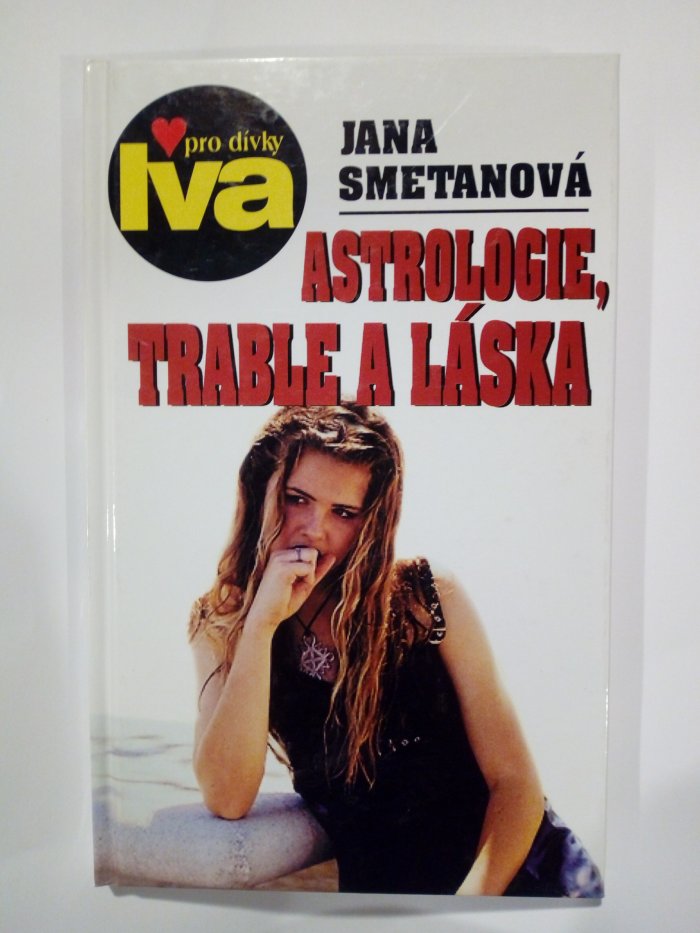 pro dívky
Iva
JANA
SMETANOVÁ
ASTROLOGIE,
TRABLE A LÁSKA